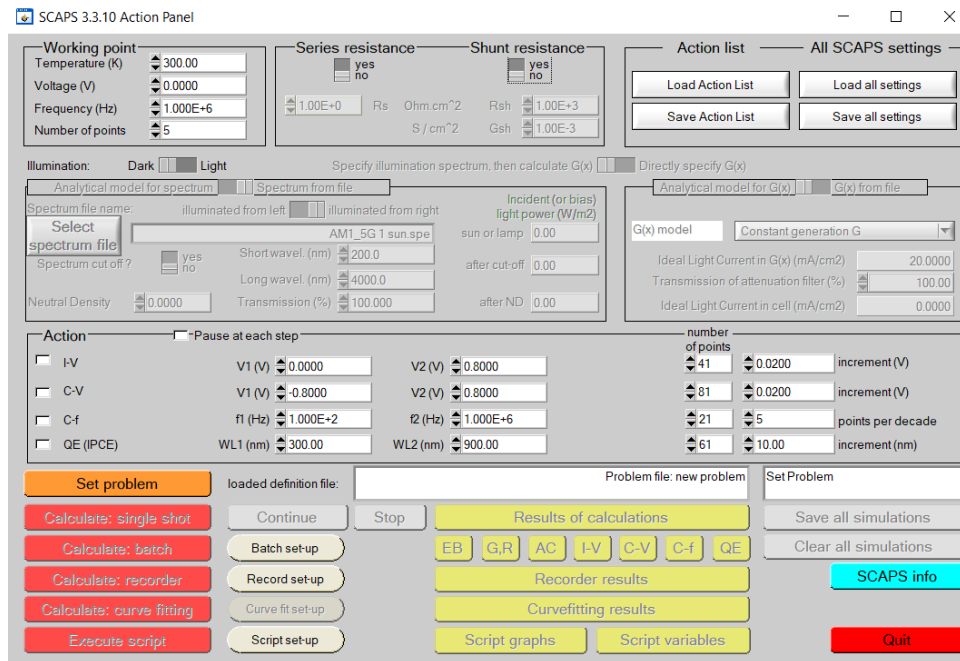 SCAPS 3.3.10 Action Panel
Working point
Temperature (K) 300.00
Voltage (V) 0.0000
Frequency (Hz) 1.000E+6
Number of points 5
Series resistance
yes
no
1.00E+0 Rs Ohm.cm^2
S / cm^2
Shunt resistance
yes
no
Rsh 1.00E+3
Gsh 1.00E-3
Action list
Load Action List
Save Action List
All SCAPS settings
Load all settings
Save all settings
Illumination: Dark Light
Specify illumination spectrum, then calculate G(x) Directly specify G(x)
Analytical model for spectrum Spectrum from file
Spectrum file name: illuminated from left illuminated from right
Select spectrum file
AM1_5G 1 sun.spe
Spectrum cut off ? yes
no
Short wavel. (nm) 200.0
Long wavel. (nm) 4000.0
Neutral Density 0.0000
Transmission (%) 100.000
Incident (or bias)
light power (W/m2)
sun or lamp 0.00
after cut-off 0.00
after ND 0.00
Analytical model for G(x) G(x) from file
G(x) model Constant generation G
Ideal Light Current in G(x) (mA/cm2) 20.0000
Transmission of attenuation filter (%) 100.00
Ideal Light Current in cell (mA/cm2) 0.0000
Action Pause at each step number
of points
I-V V1 (V) 0.0000 V2 (V) 0.8000 41 0.0200 increment (V)
C-V V1 (V) -0.8000 V2 (V) 0.8000 81 0.0200 increment (V)
C-f f1 (Hz) 1.000E+2 f2 (Hz) 1.000E+6 21 5 points per decade
QE (IPCE) WL1 (nm) 300.00 WL2 (nm) 900.00 61 10.00 increment (nm)
Set problem loaded definition file: Problem file: new problem Set Problem
Calculate: single shot Continue Stop Results of calculations Save all simulations
Calculate: batch Batch set-up EB G,R AC I-V C-V C-f QE Clear all simulations
Calculate: recorder Record set-up Recorder results SCAPS info
Calculate: curve fitting Curve fit set-up Curvefitting results
Execute script Script set-up Script graphs Script variables Quit